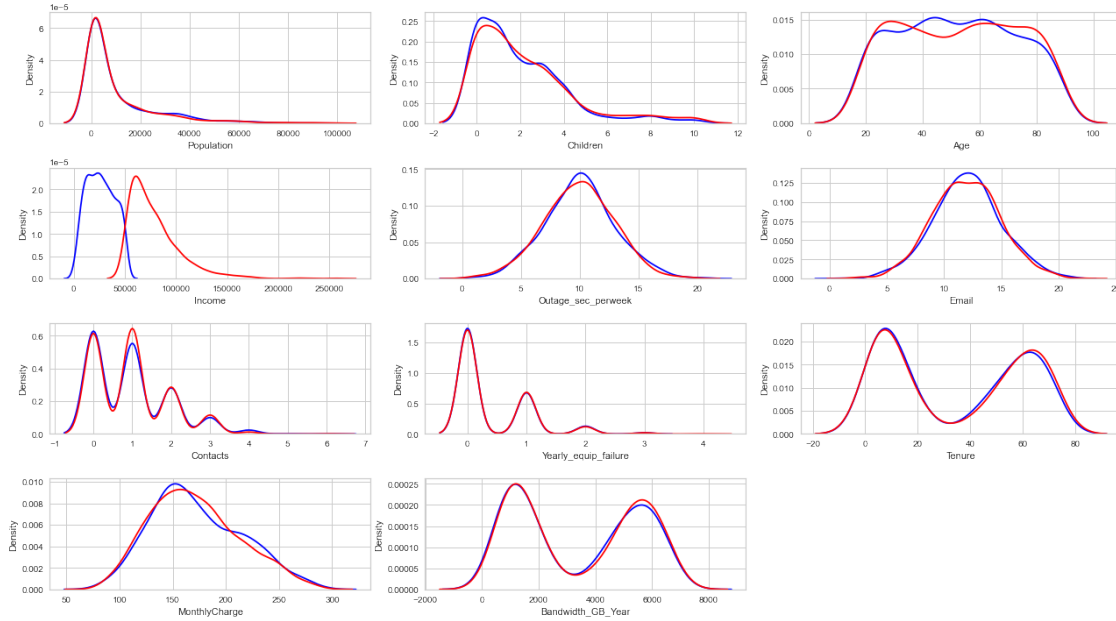 1e−5
6
4
2
0
Density
0 20000 40000 60000 80000 100000
Population
0.25
0.20
0.15
0.10
0.05
0.00
Density
−2 0 2 4 6 8 10 12
Children
0.015
0.010
0.005
0.000
Density
0 20 40 60 80 100
Age
1e−5
2.0
1.5
1.0
0.5
0.0
Density
0 50000 100000 150000 200000 250000
Income
0.15
0.10
0.05
0.00
Density
0 5 10 15 20
Outage_sec_perweek
0.125
0.100
0.075
0.050
0.025
0.000
Density
0 5 10 15 20 25
Email
0.6
0.4
0.2
0.0
Density
−1 0 1 2 3 4 5 6 7
Contacts
1.5
1.0
0.5
0.0
Density
0 1 2 3 4
Yearly_equip_failure
0.020
0.015
0.010
0.005
0.000
Density
−20 0 20 40 60 80
Tenure
0.010
0.008
0.006
0.004
0.002
0.000
Density
50 100 150 200 250 300
MonthlyCharge
0.00025
0.00020
0.00015
0.00010
0.00005
0.00000
Density
−2000 0 2000 4000 6000 8000
Bandwidth_GB_Year